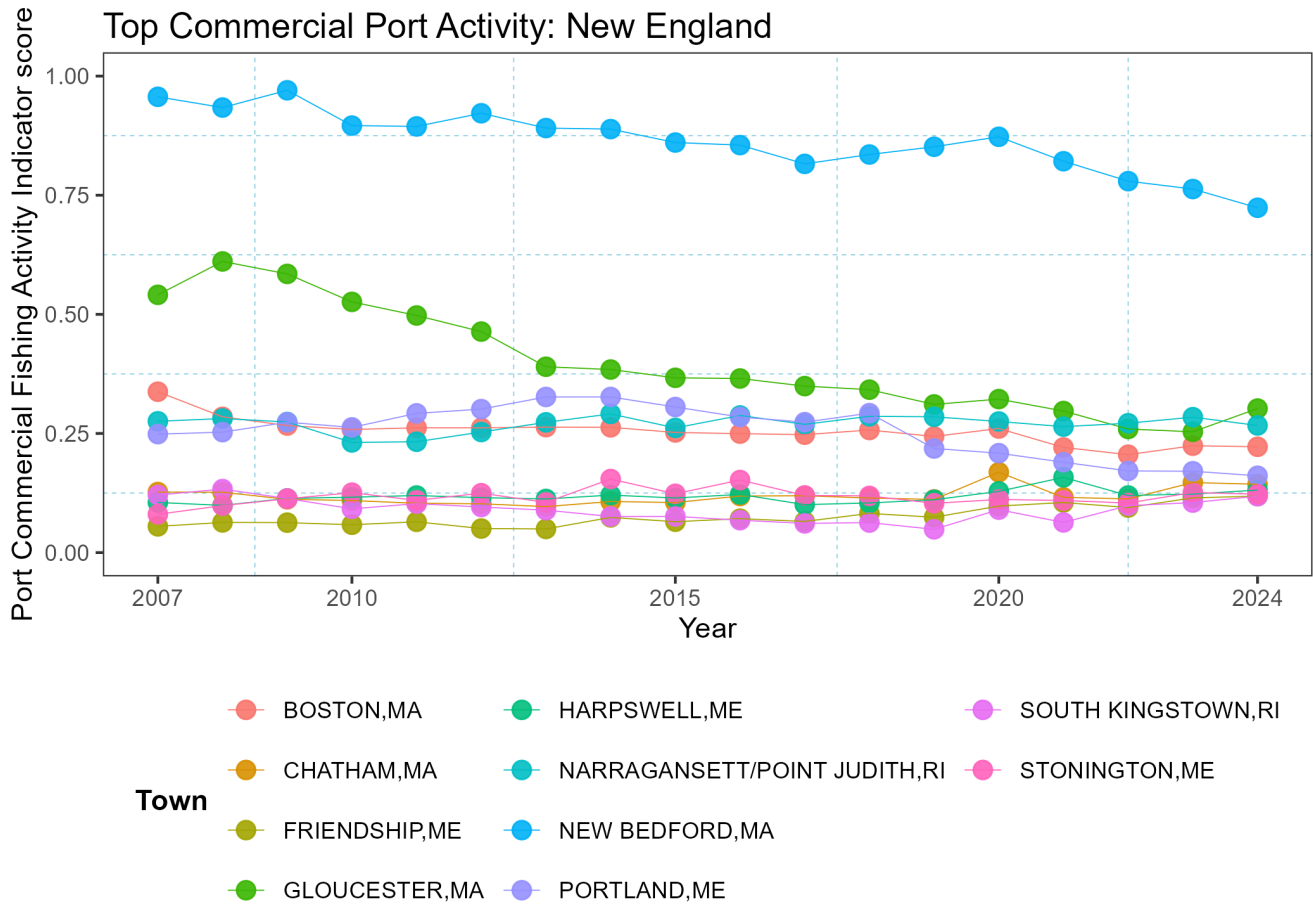 Top Commercial Port Activity: New England
Port Commercial Fishing Activity Indicator score
1.00
0.75
0.50
0.25
0.00
2007
2010
2015
2020
2024
Year
Town
BOSTON,MA
CHATHAM,MA
FRIENDSHIP,ME
GLOUCESTER,MA
HARPSWELL,ME
NARRAGANSETT/POINT JUDITH,RI
NEW BEDFORD,MA
PORTLAND,ME
SOUTH KINGSTOWN,RI
STONINGTON,ME